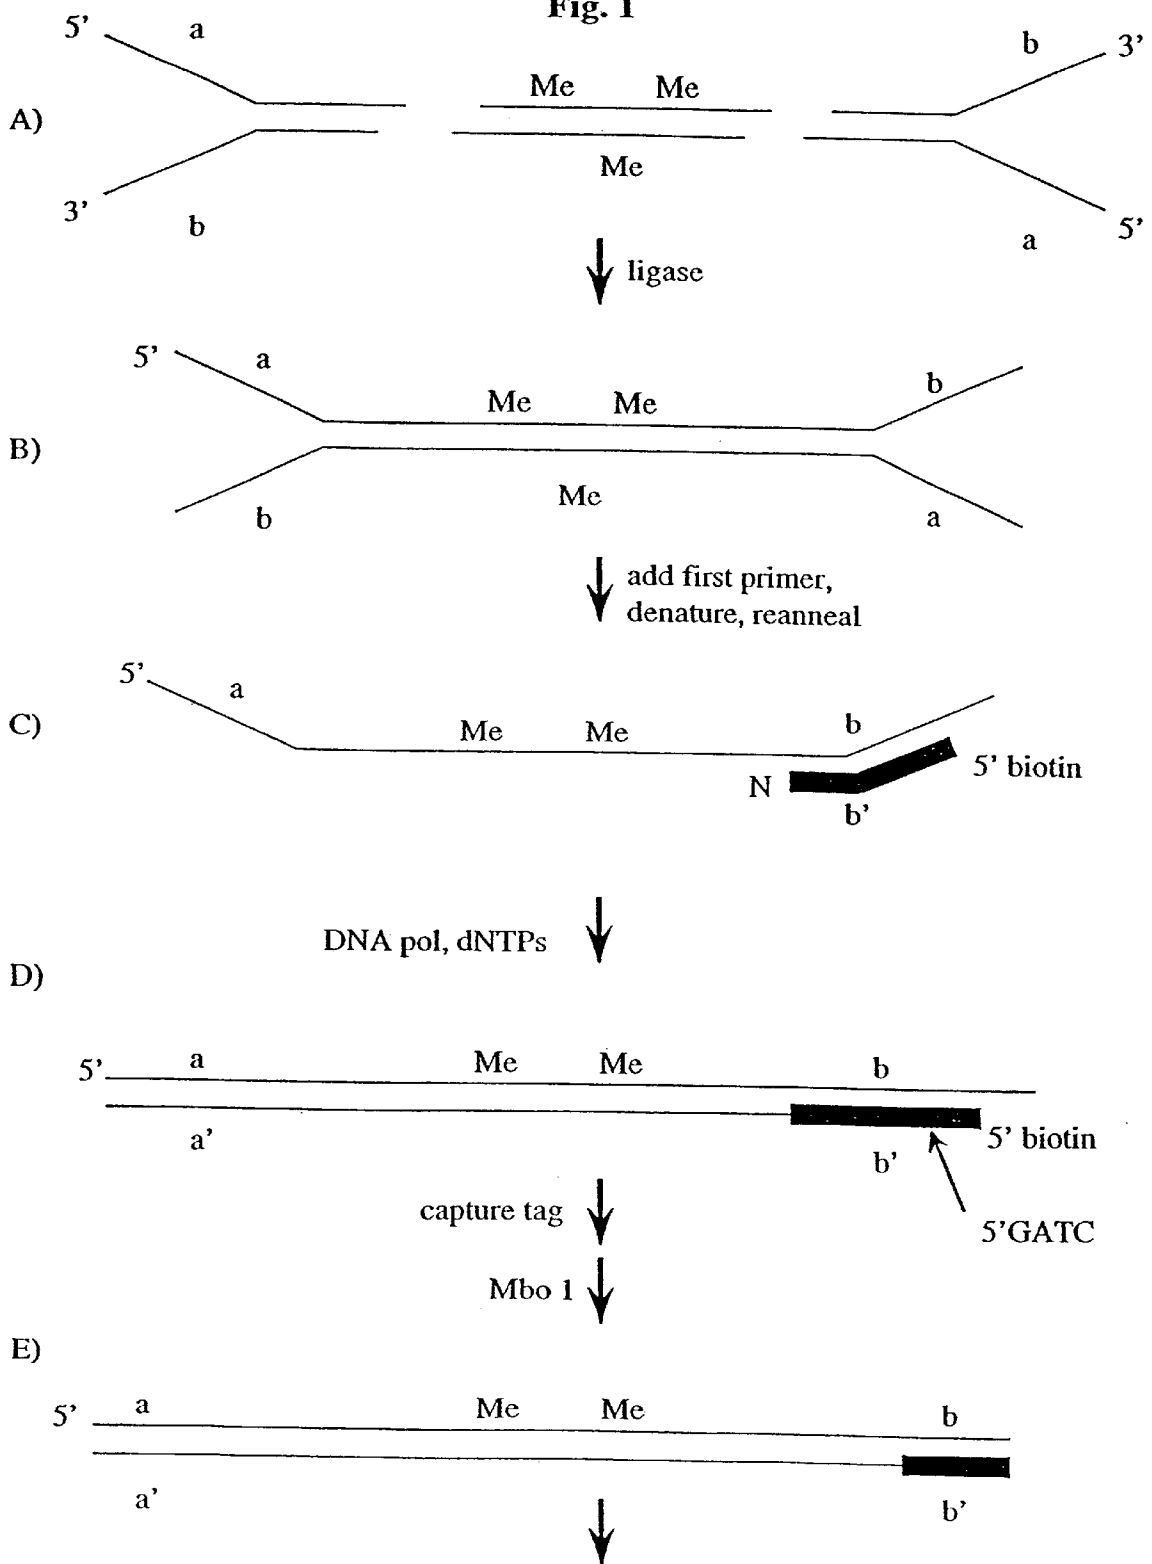 Fig. 1
5' a b 3'
Me Me
A)
Me
3' b a 5'
ligase
5' a b
Me Me
B)
Me
b a
add first primer,
denature, reanneal
5' a
C) Me Me b
N 5' biotin
b'
DNA pol, dNTPs
D)
5' a Me Me b
a' b' 5' biotin
capture tag 5'GATC
Mbo 1
E)
5' a Me Me b
a' b'